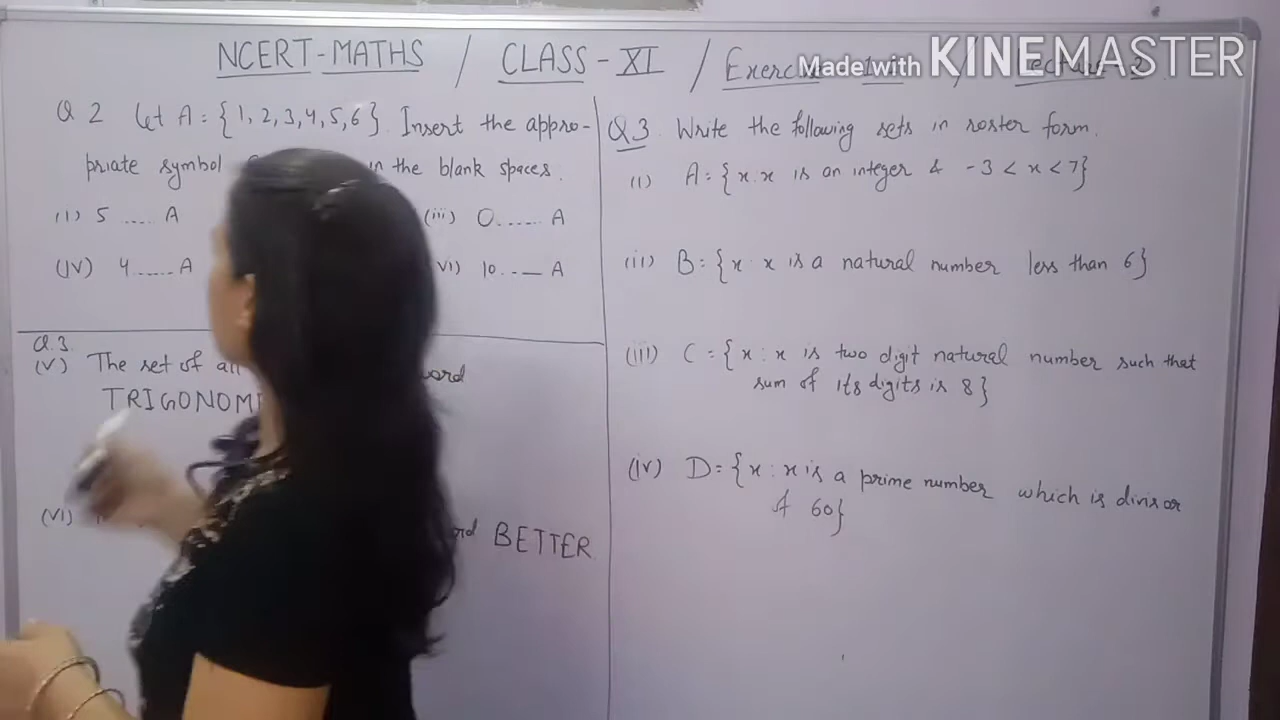 NCERT-MATHS / CLASS-XI / Exercise
Made with KINEMASTER
Q 2 Let A = {1, 2, 3, 4, 5, 6}. Insert the appro-
priate symbol in the blank spaces.
(i) 5 ..... A (iii) 0...... A
(iv) 4......A vi) 10..__ A
Q.3
(v) The set of all word
TRIGONOM
(vi) BETTER
Q.3 Write the following sets in roster form.
(i) A = {x : x is an integer & -3 < x < 7}
(ii) B = {x : x is a natural number less than 6}
(iii) C = {x : x is two digit natural number such that
sum of its digits is 8}
(iv) D = {x : x is a prime number which is divisor
of 60}